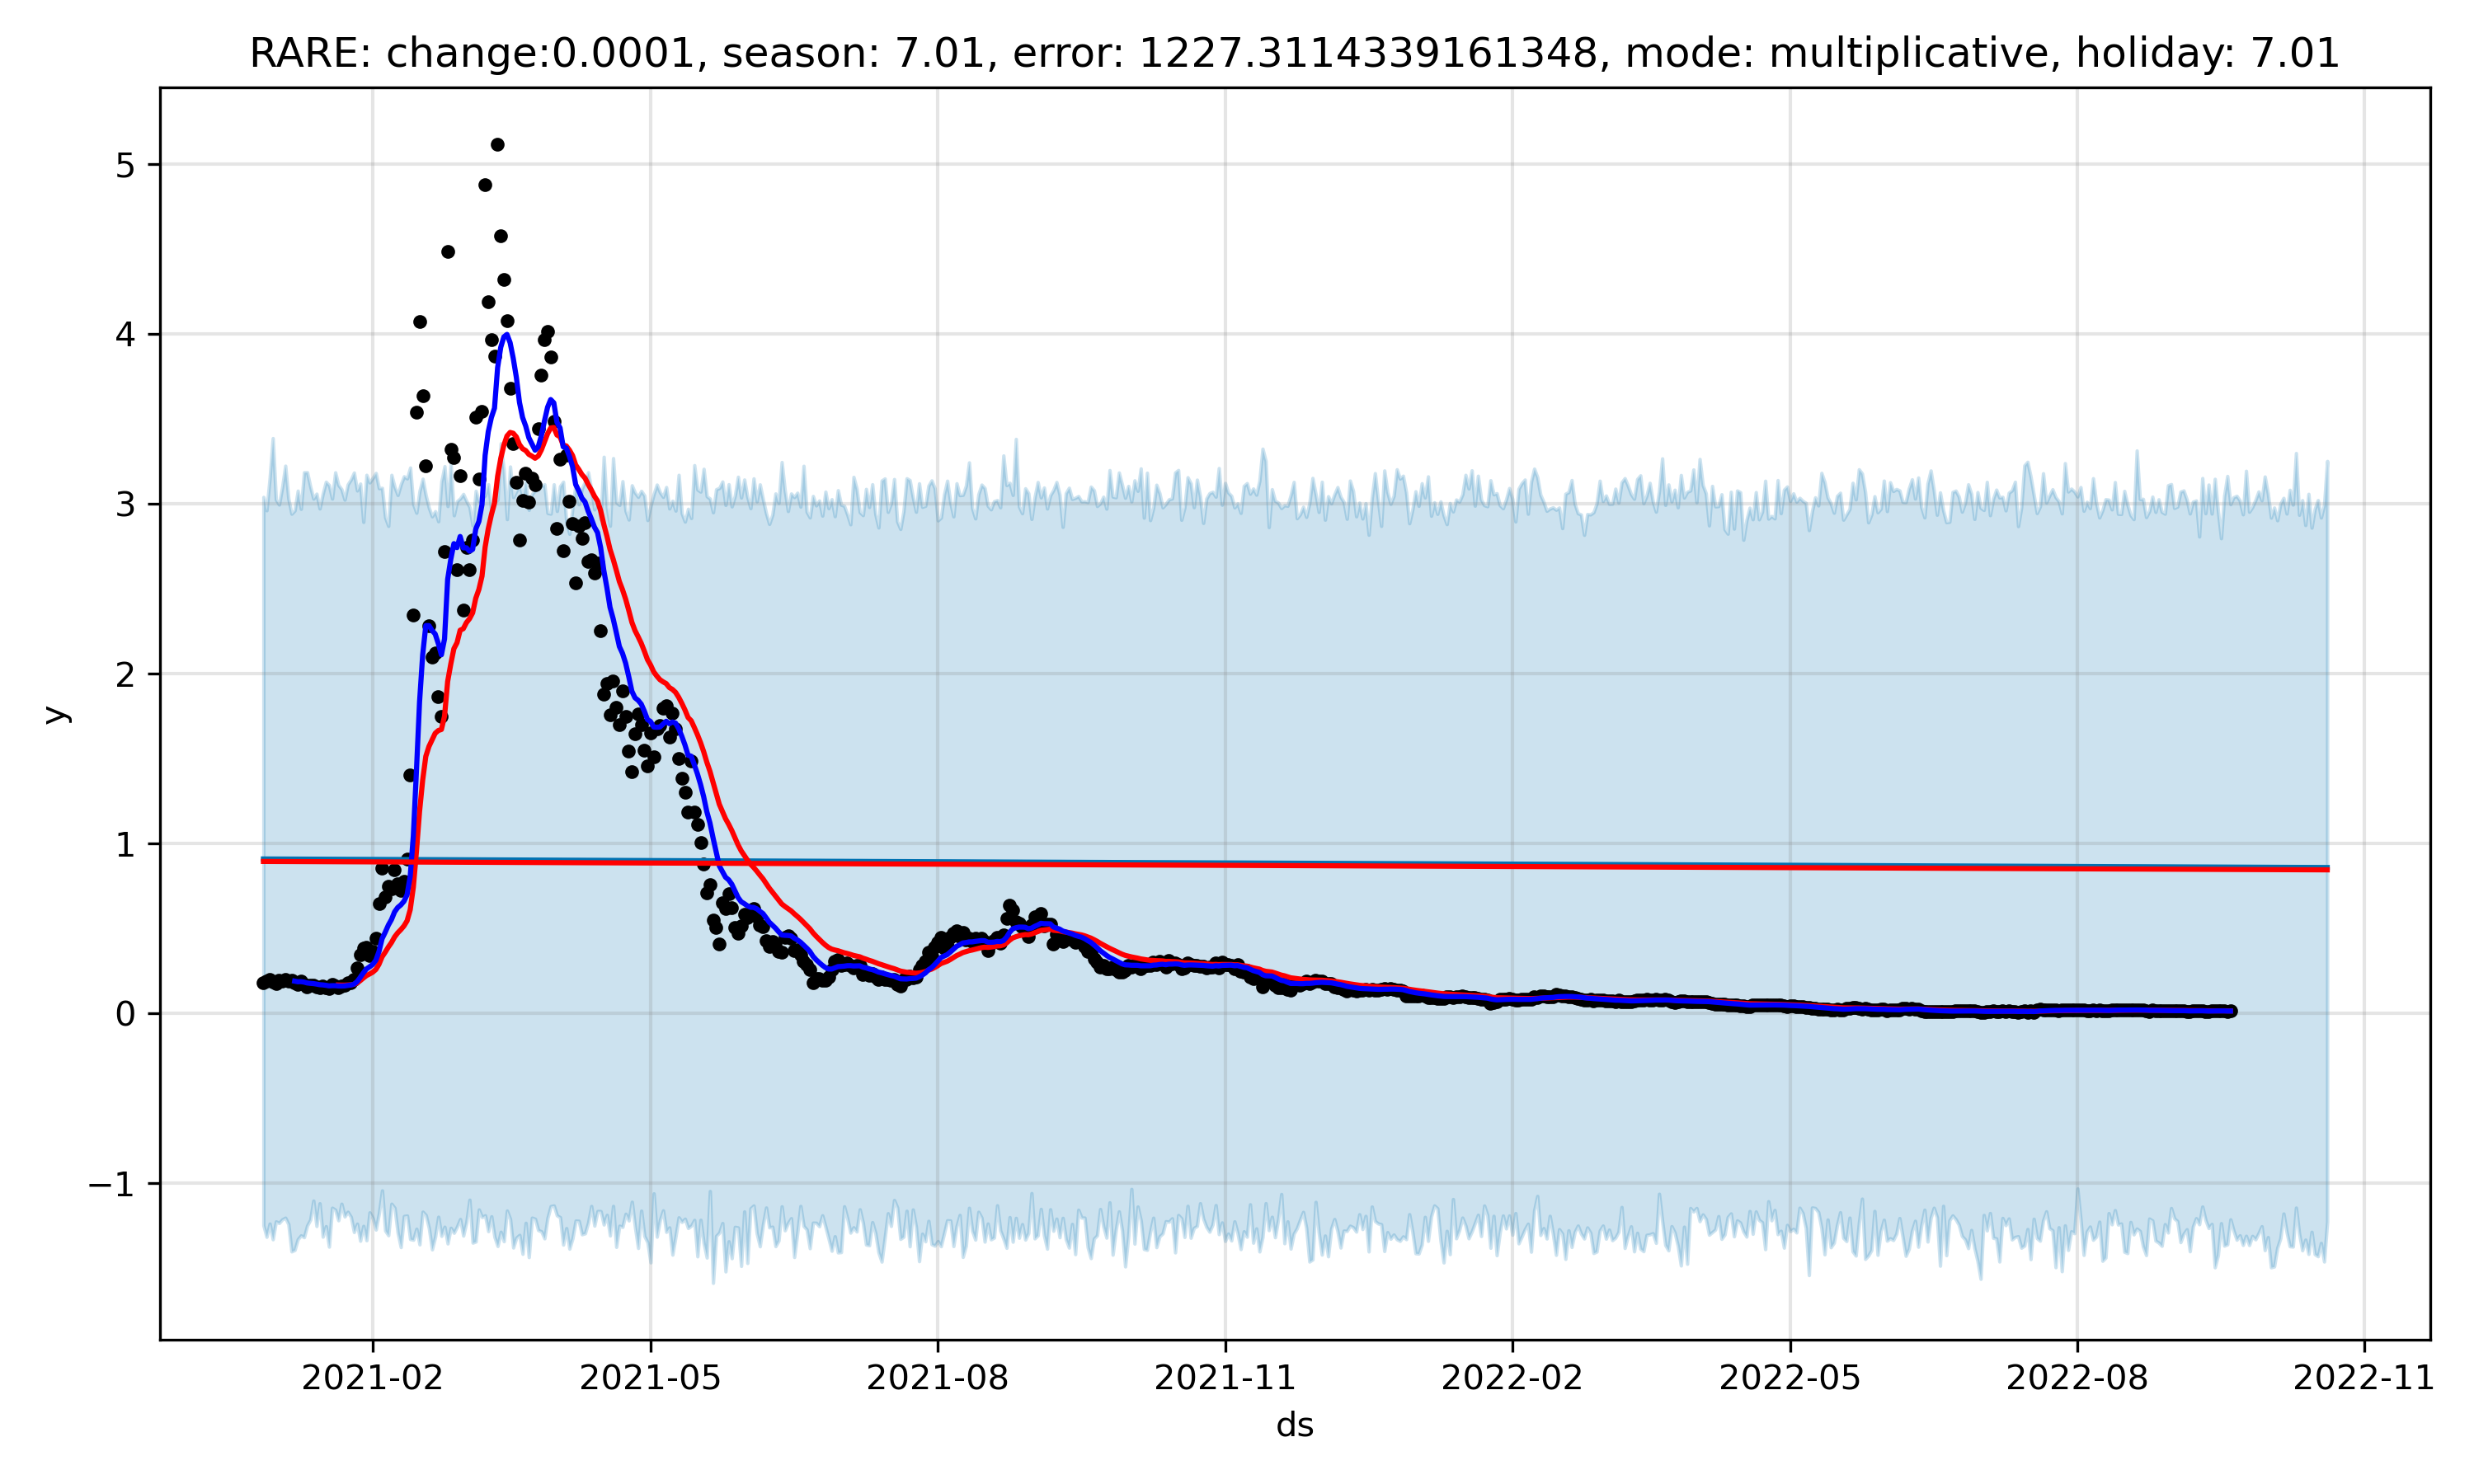 RARE: change:0.0001, season: 7.01, error: 1227.3114339161348, mode: multiplicative, holiday: 7.01
5
4
3
2
1
0
−1
y
2021-02 2021-05 2021-08 2021-11 2022-02 2022-05 2022-08 2022-11
ds